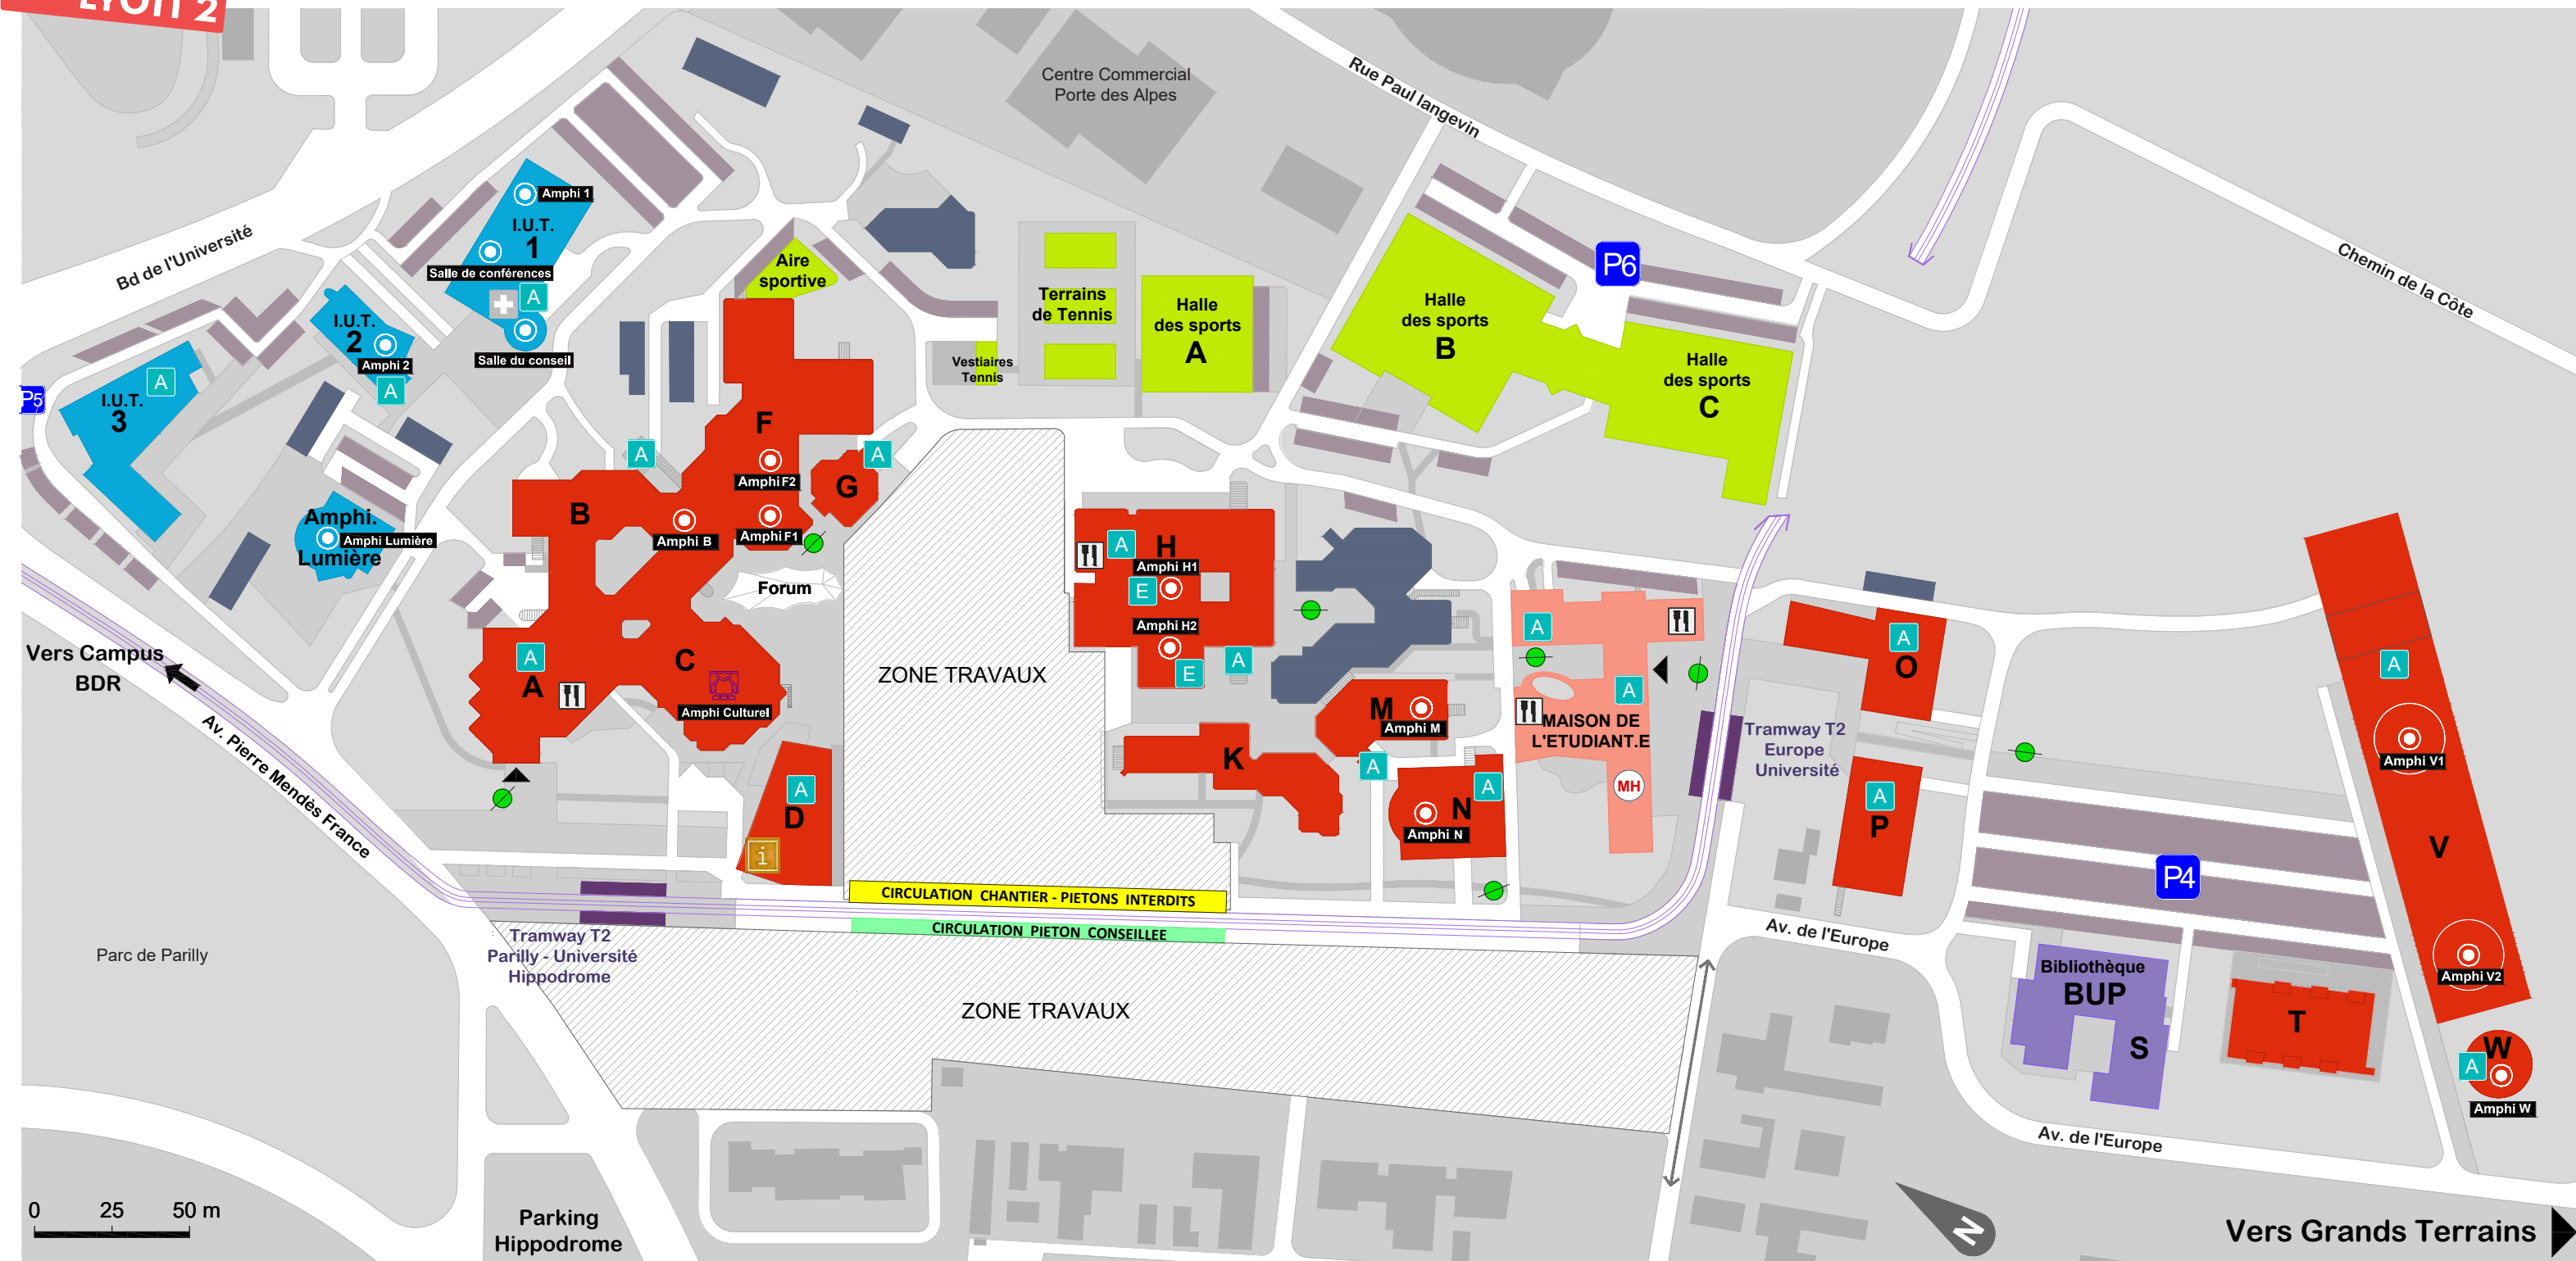 LYON 2
Centre Commercial
Porte des Alpes
Rue Paul langevin
Chemin de la Côte
Bd de l'Université
Amphi 1
I.U.T.
1
Salle de conférences
A
Salle du conseil
I.U.T.
2
Amphi 2
A
I.U.T.
3
A
P5
Amphi.
Amphi Lumière
Lumière
Aire
sportive
Terrains
de Tennis
Vestiaires
Tennis
Halle
des sports
A
Halle
des sports
B
Halle
des sports
C
P6
F
Amphi F2
Amphi F1
A
G
A
B
Amphi B
Forum
A
A
C
Amphi Culturel
D
A
i
ZONE TRAVAUX
H
A
Amphi H1
E
Amphi H2
E
A
M
Amphi M
K
A
N
A
Amphi N
A
A
MAISON DE
L'ETUDIANT.E
MH
Tramway T2
Europe
Université
A
O
A
P
A
Amphi V1
V
Amphi V2
P4
Bibliothèque
BUP
S
T
W
A
Amphi W
Vers Campus
BDR
Av. Pierre Mendès France
Parc de Parilly
CIRCULATION CHANTIER - PIETONS INTERDITS
CIRCULATION PIETON CONSEILLEE
Tramway T2
Parilly - Université
Hippodrome
ZONE TRAVAUX
Av. de l'Europe
Av. de l'Europe
0 25 50 m
Parking
Hippodrome
N
Vers Grands Terrains